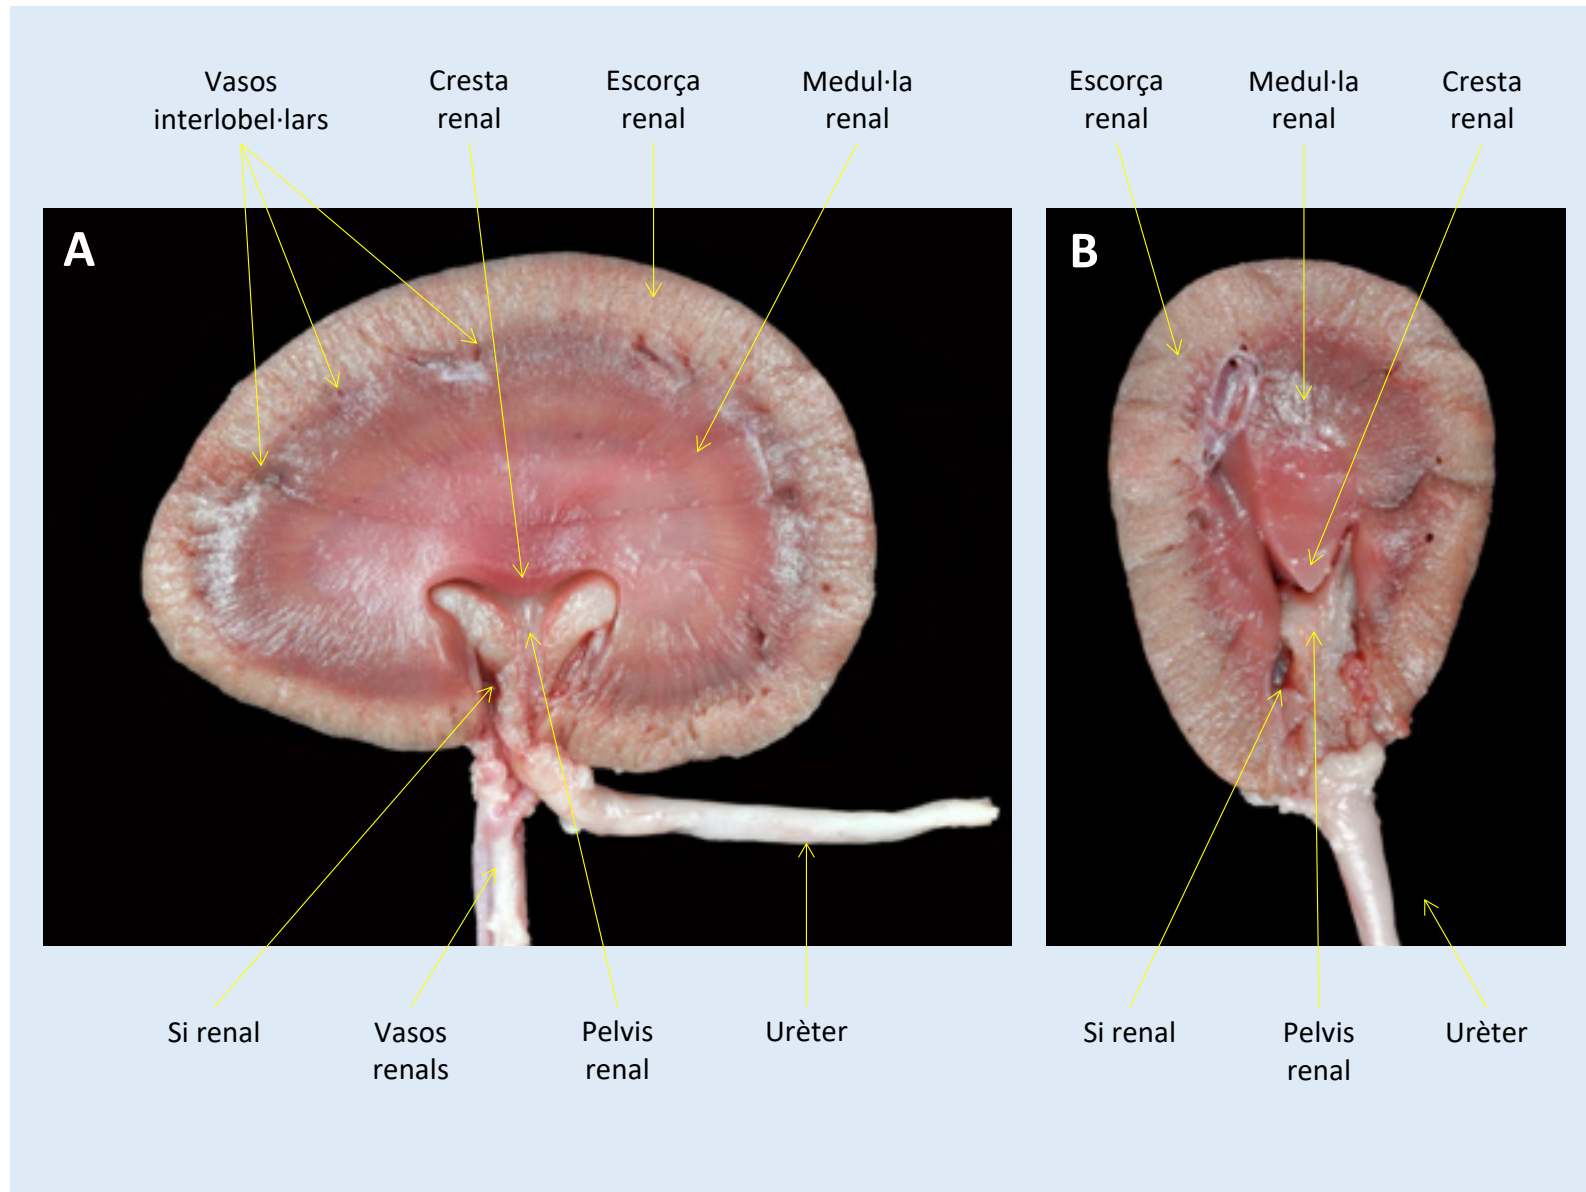 Vasos
interlobel·lars
Cresta
renal
Escorça
renal
Medul·la
renal
Escorça
renal
Medul·la
renal
Cresta
renal
A
B
Si renal
Vasos
renals
Pelvis
renal
Urèter
Si renal
Pelvis
renal
Urèter